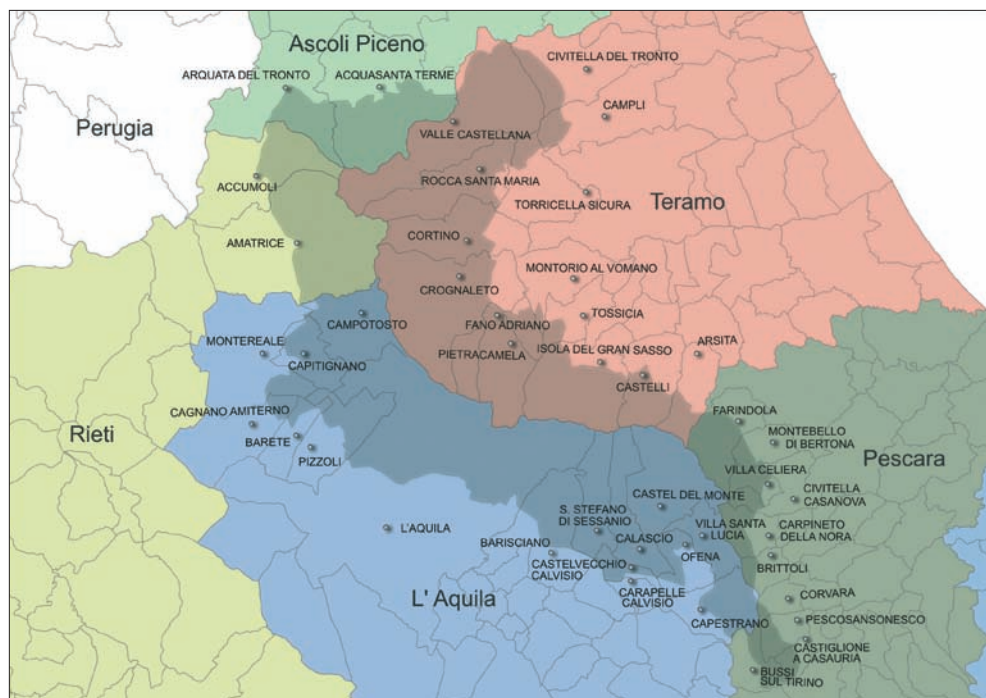 Ascoli Piceno
CIVITELLA DEL TRONTO
ARQUATA DEL TRONTO
ACQUASANTA TERME
CAMPLI
Perugia
VALLE CASTELLANA
ACCUMOLI
ROCCA SANTA MARIA
TORRICELLA SICURA
Teramo
AMATRICE
CORTINO
MONTORIO AL VOMANO
CROGNALETO
CAMPOTOSTO
FANO ADRIANO
TOSSICIA
MONTEREALE
PIETRACAMELA
ISOLA DEL GRAN SASSO
ARSITA
CAPITIGNANO
CASTELLI
CAGNANO AMITERNO
FARINDOLA
Rieti
BARETE
MONTEBELLO
DI BERTONA
PIZZOLI
Pescara
VILLA CELIERA
CASTEL DEL MONTE
CIVITELLA
CASANOVA
S. STEFANO
DI SESSANIO
L'AQUILA
VILLA SANTA
LUCIA
CARPINETO
DELLA NORA
BARISCIANO
CALASCIO
OFENA
CASTELVECCHIO
CALVISIO
BRITTOLI
CARAPELLE
CALVISIO
L' Aquila
CORVARA
CAPESTRANO
PESCOSANSONESCO
CASTIGLIONE
A CASAURIA
BUSSI
SUL TIRINO